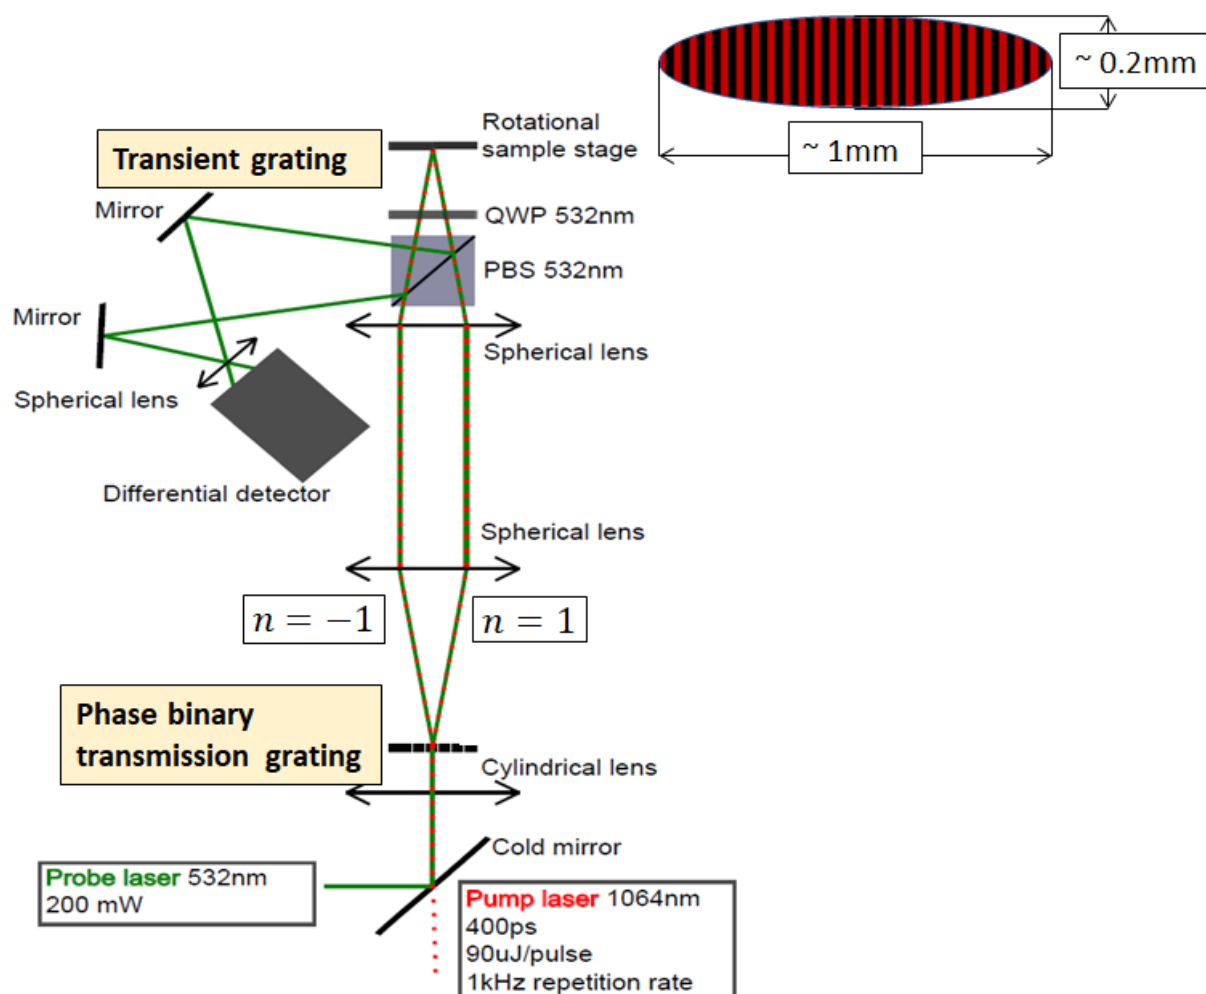 ~ 0.2mm
~ 1mm
Rotational
sample stage
Transient grating
Mirror
QWP 532nm
PBS 532nm
Mirror
Spherical lens
Spherical lens
Differential detector
Spherical lens
n = −1
n = 1
Phase binary
transmission grating
Cylindrical lens
Cold mirror
Probe laser 532nm
200 mW
Pump laser 1064nm
400ps
90uJ/pulse
1kHz repetition rate